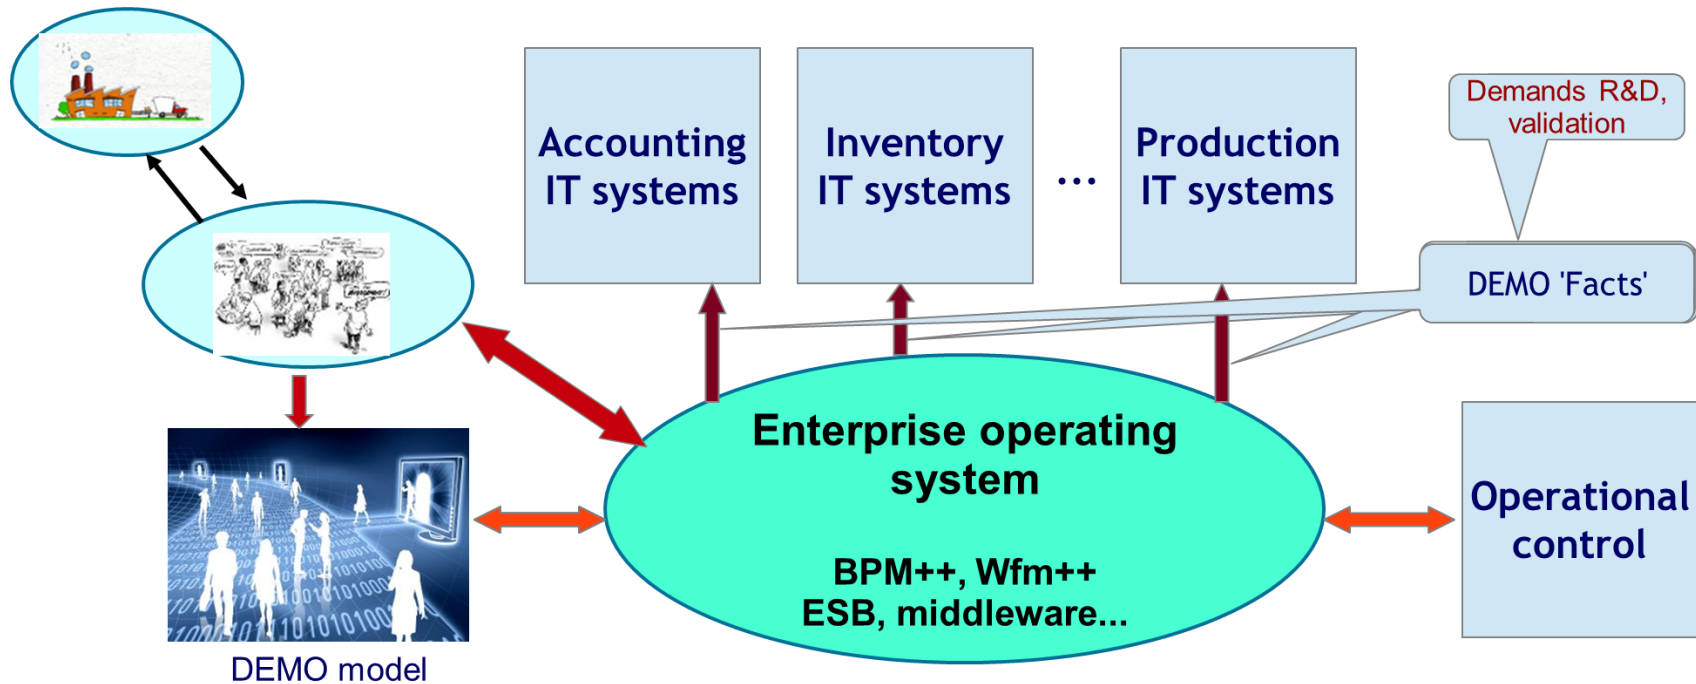 Accounting
IT systems
Inventory
IT systems
...
Production
IT systems
Demands R&D,
validation
DEMO 'Facts'
Enterprise operating
system
BPM++, Wfm++
ESB, middleware...
Operational
control
DEMO model